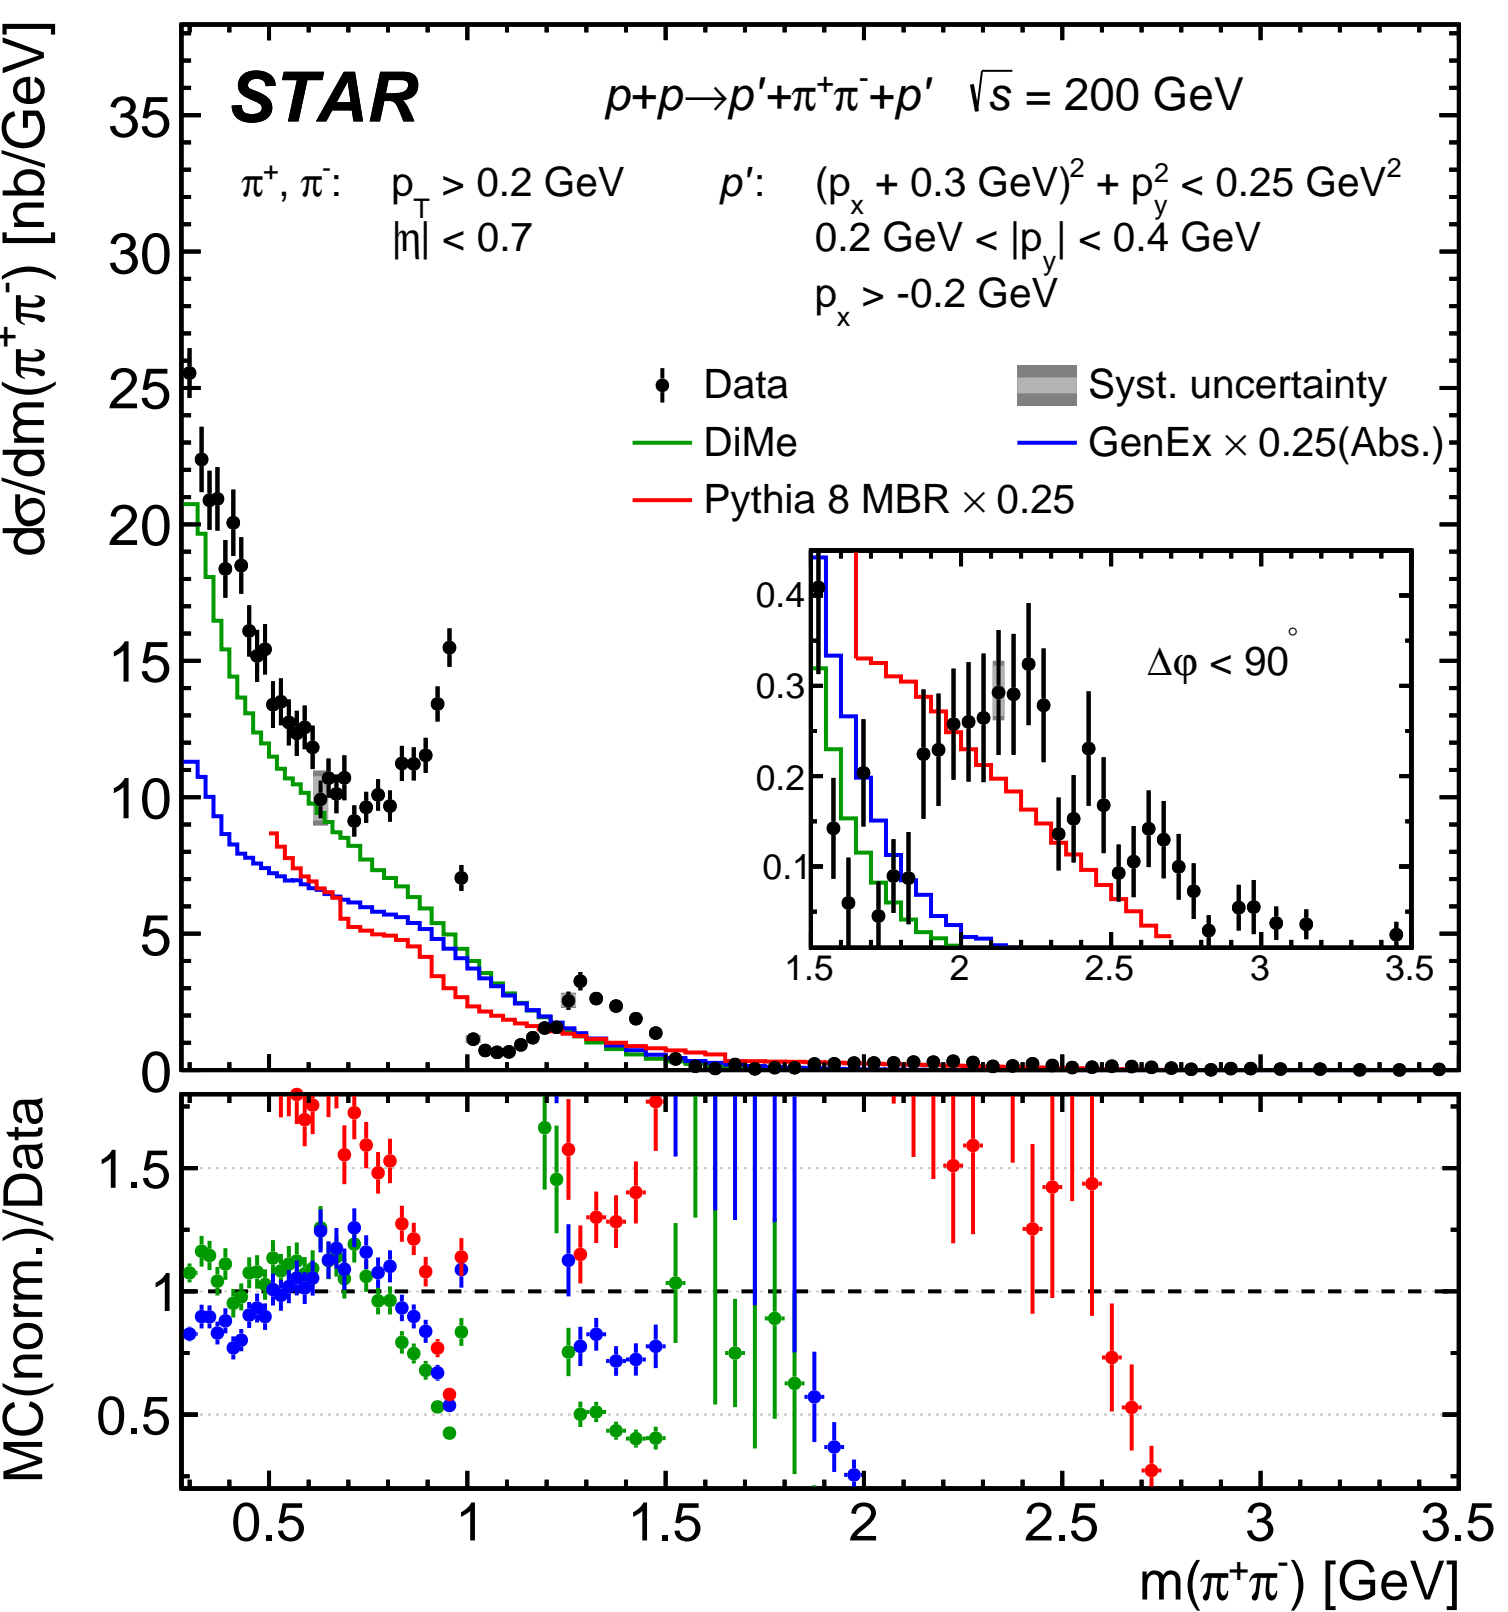 STAR
p+p→p′+π⁺π⁻+p′ √s = 200 GeV
π⁺, π⁻: p_T > 0.2 GeV p′: (p_x + 0.3 GeV)² + p_y² < 0.25 GeV²
|η| < 0.7 0.2 GeV < |p_y| < 0.4 GeV
p_x > -0.2 GeV
Data Syst. uncertainty
DiMe GenEx × 0.25(Abs.)
Pythia 8 MBR × 0.25
dσ/dm(π⁺π⁻) [nb/GeV]
35
30
25
20
15
10
5
0
Δφ < 90°
0.4
0.3
0.2
0.1
1.5 2 2.5 3 3.5
MC(norm.)/Data
1.5
1
0.5
0.5 1 1.5 2 2.5 3 3.5
m(π⁺π⁻) [GeV]